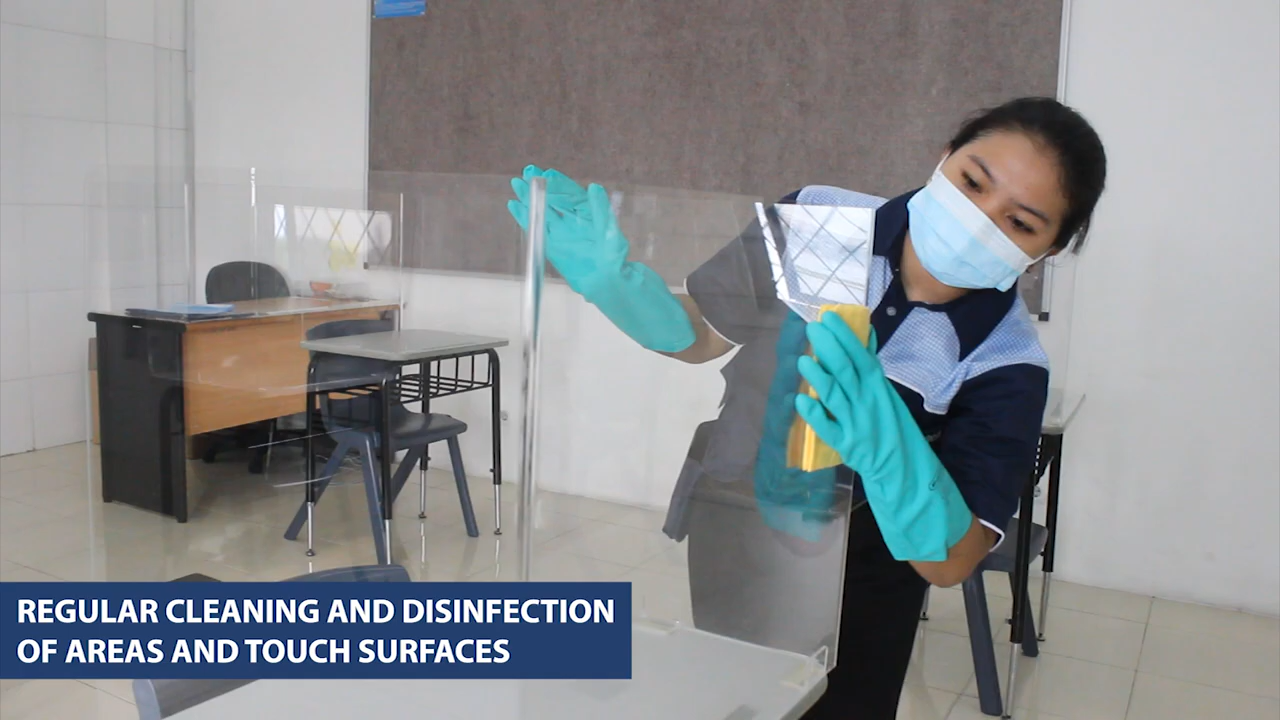 REGULAR CLEANING AND DISINFECTION
OF AREAS AND TOUCH SURFACES